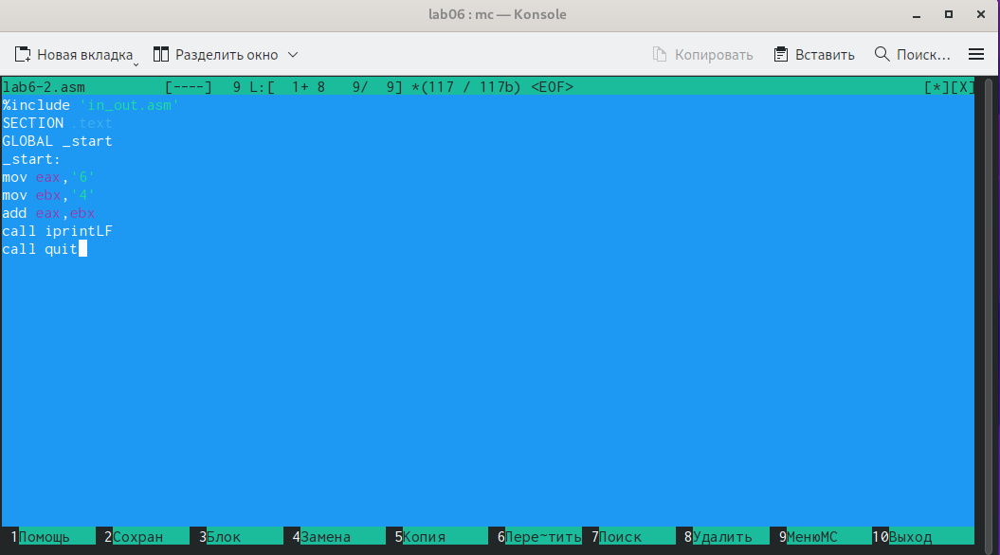 lab06 : mc — Konsole
Новая вкладка Разделить окно Копировать Вставить Поиск...
lab6-2.asm [----] 9 L:[ 1+ 8 9/ 9] *(117 / 117b) <EOF> [*][X]
%include 'in_out.asm'
SECTION .text
GLOBAL _start
_start:
mov eax,'6'
mov ebx,'4'
add eax,ebx
call iprintLF
call quit
1Помощь 2Сохран 3Блок 4Замена 5Копия 6Пере~тить 7Поиск 8Удалить 9МенюMC 10Выход